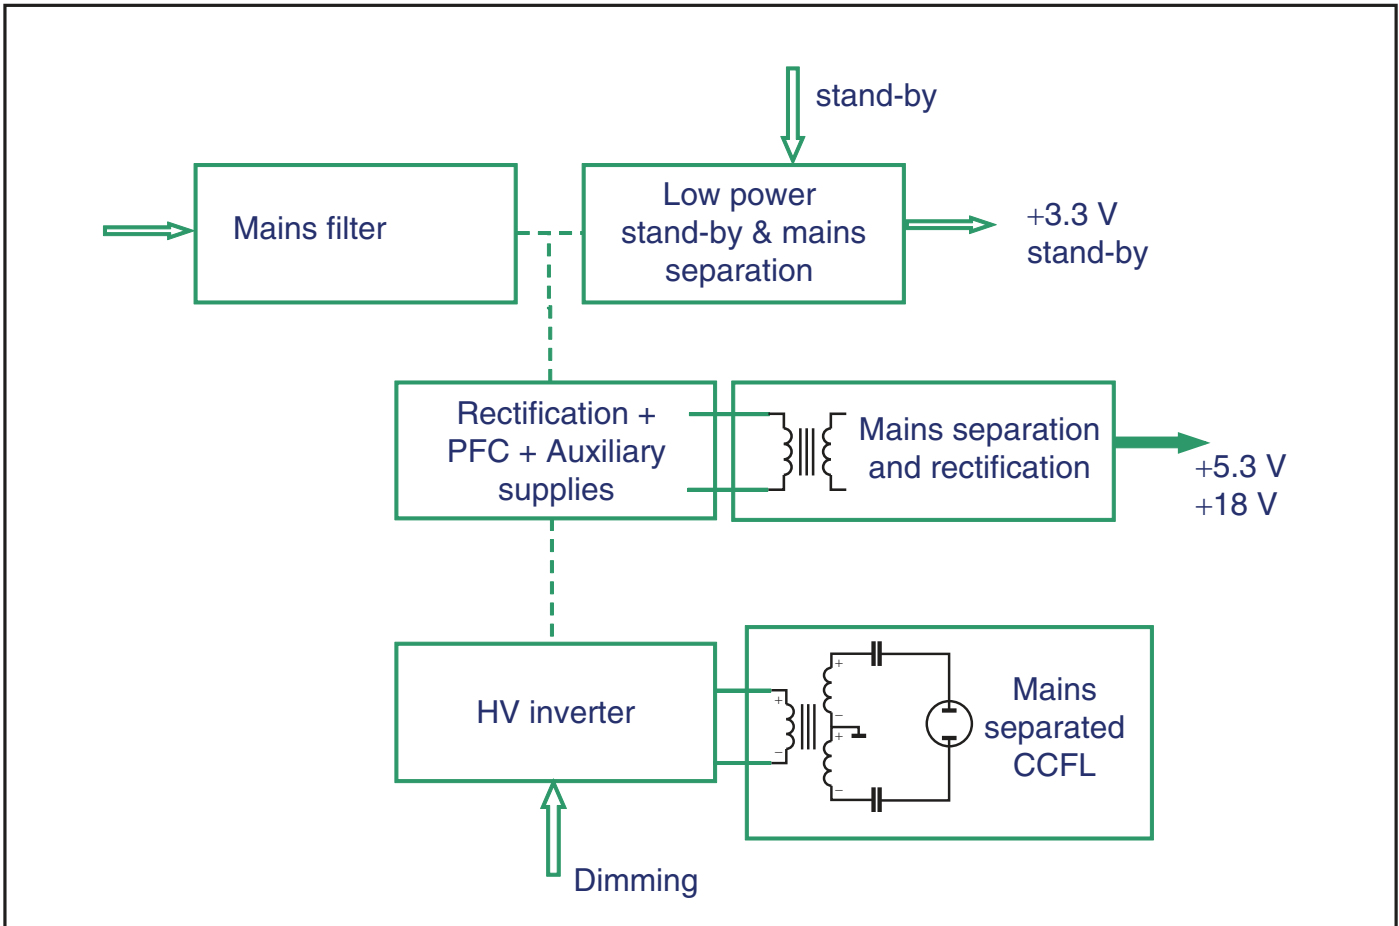 stand-by
Mains filter
Low power
stand-by & mains
separation
+3.3 V
stand-by
Rectification +
PFC + Auxiliary
supplies
Mains separation
and rectification
+5.3 V
+18 V
HV inverter
+
−
+
−
+
−
Mains
separated
CCFL
Dimming